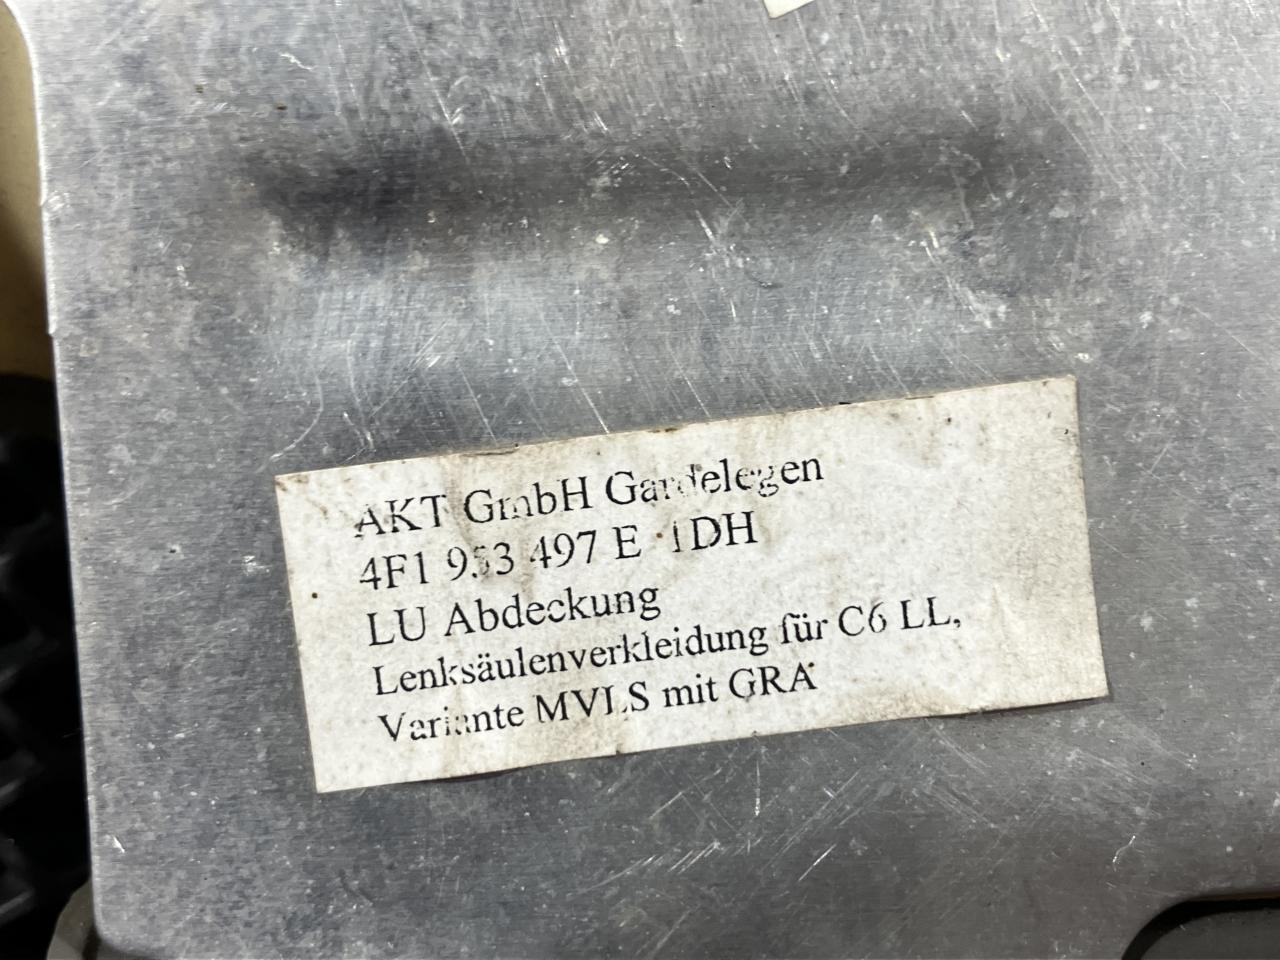 AKT GmbH Gardelegen
4F1 953 497 E 1DH
LU Abdeckung
Lenksäulenverkleidung für C6 LL,
Variante MVLS mit GRA